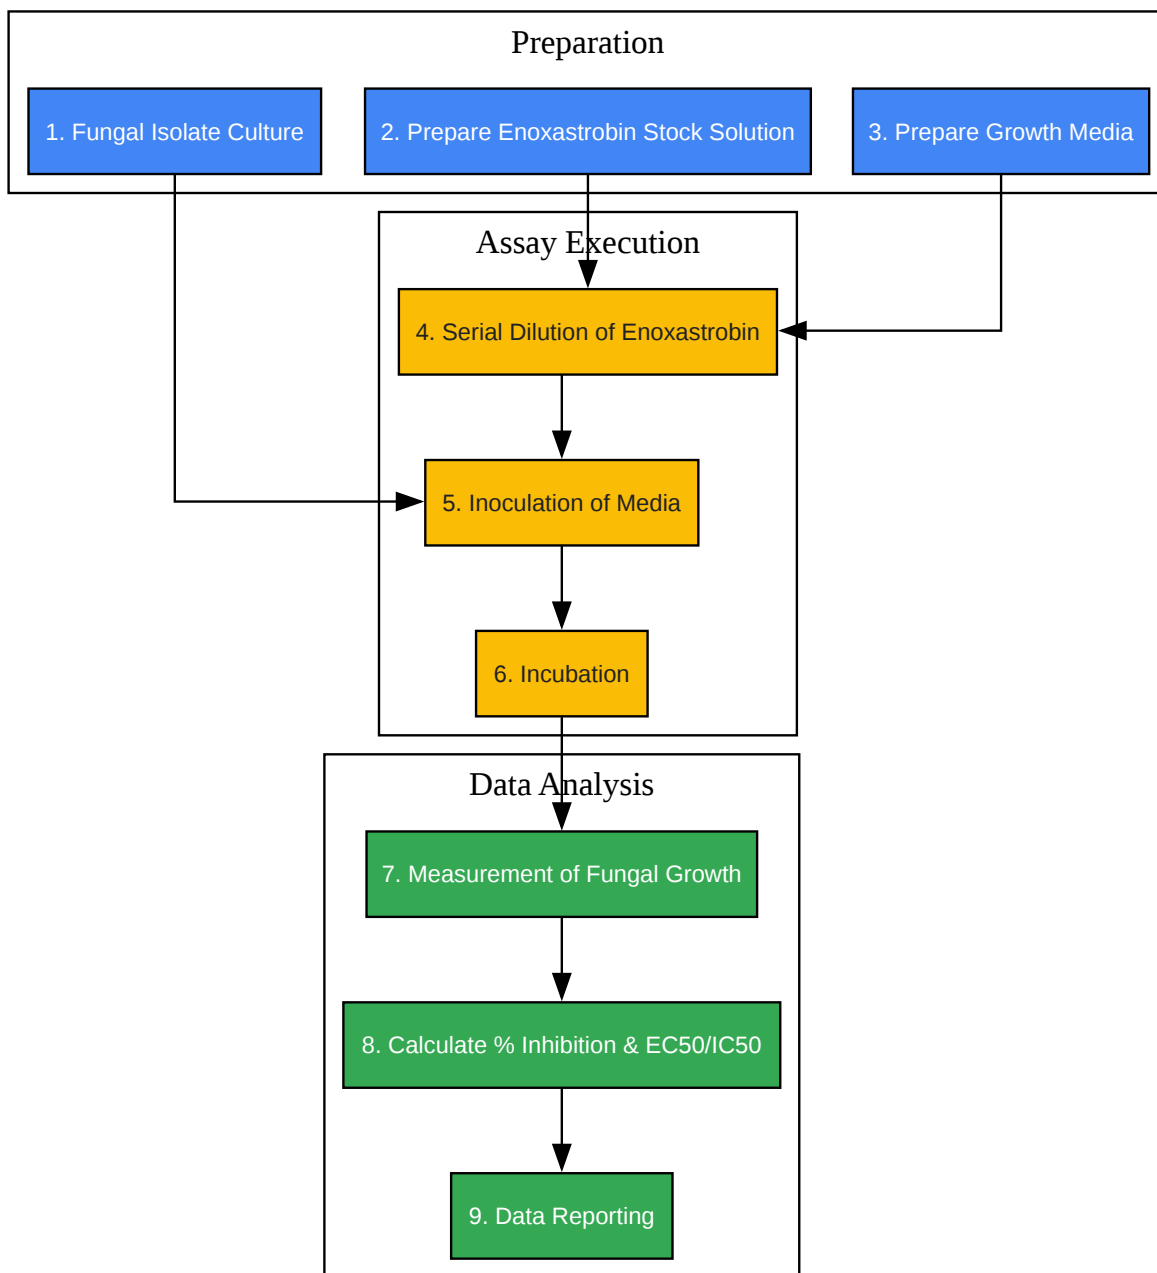 Preparation
1. Fungal Isolate Culture
2. Prepare Enoxastrobin Stock Solution
3. Prepare Growth Media
Assay Execution
4. Serial Dilution of Enoxastrobin
5. Inoculation of Media
6. Incubation
Data Analysis
7. Measurement of Fungal Growth
8. Calculate % Inhibition & EC50/IC50
9. Data Reporting